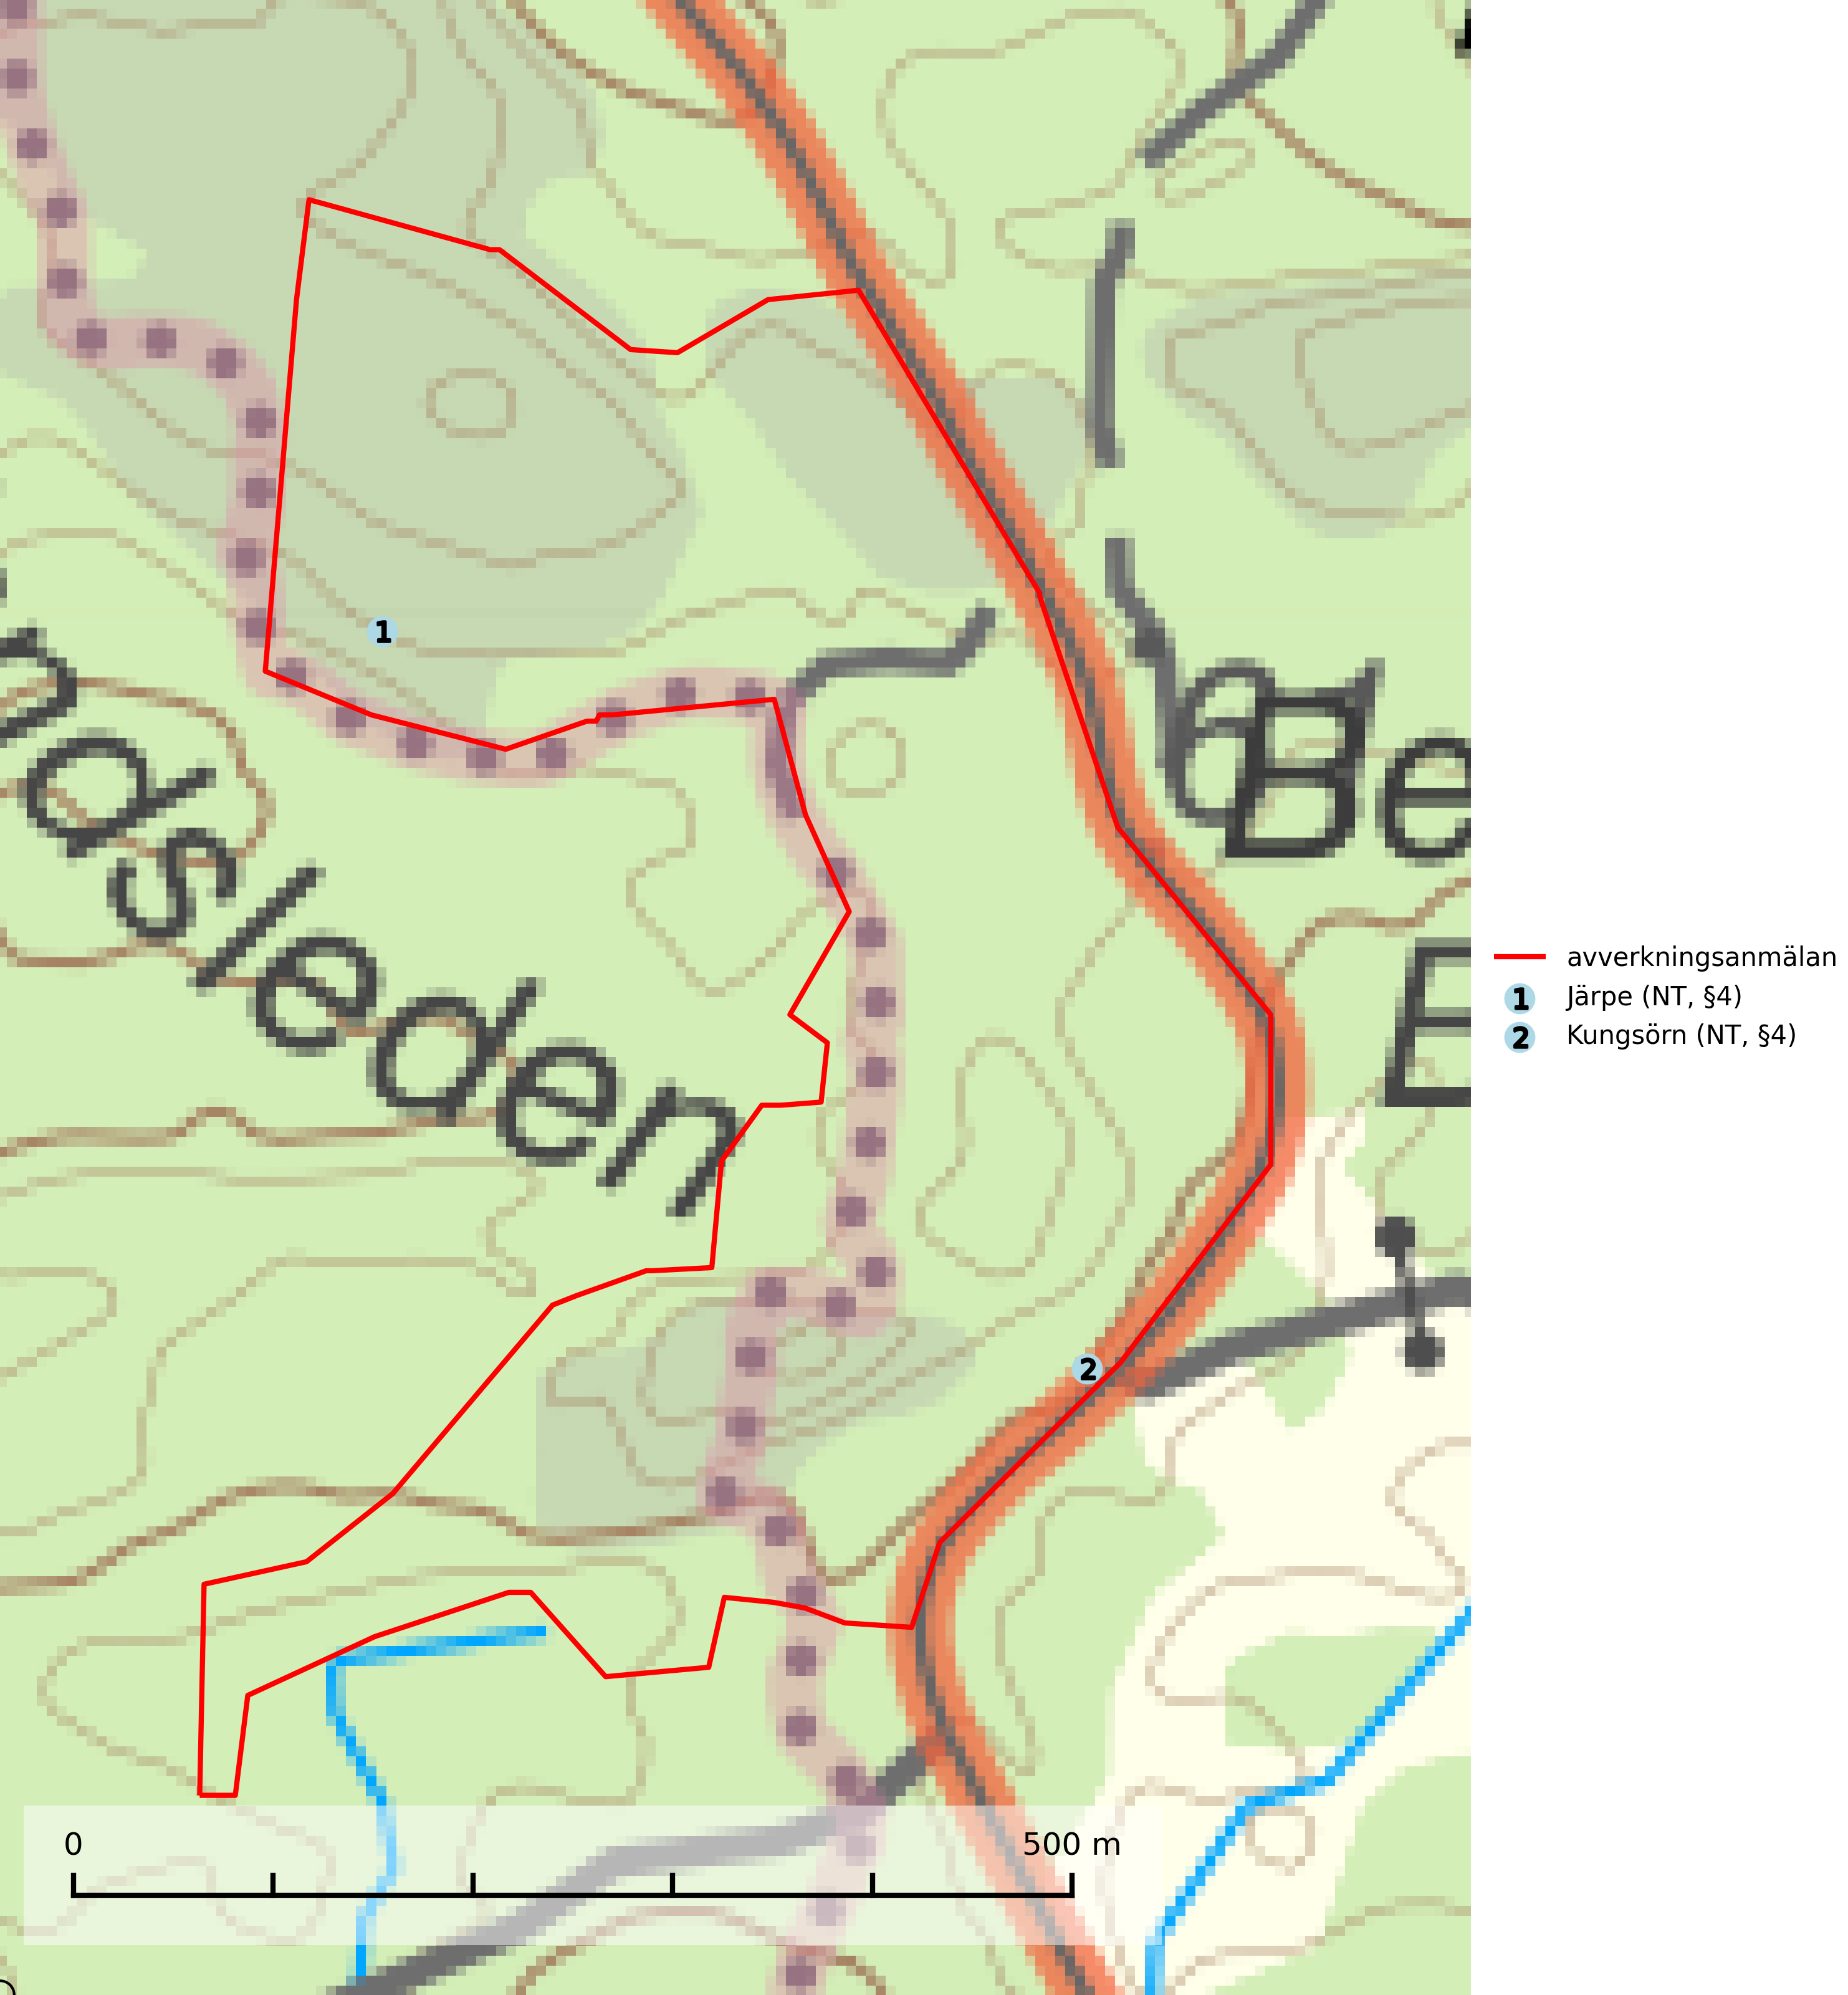 Be
E
dsleden
avverkningsanmälan
1 Järpe (NT, §4)
2 Kungsörn (NT, §4)
1
2
0 500 m